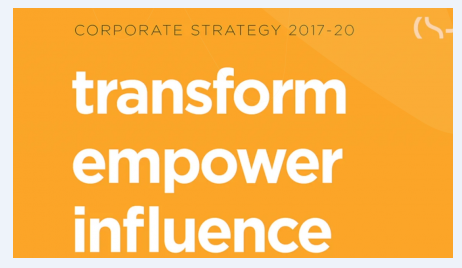 CORPORATE STRATEGY 2017-20
transform
empower
influence